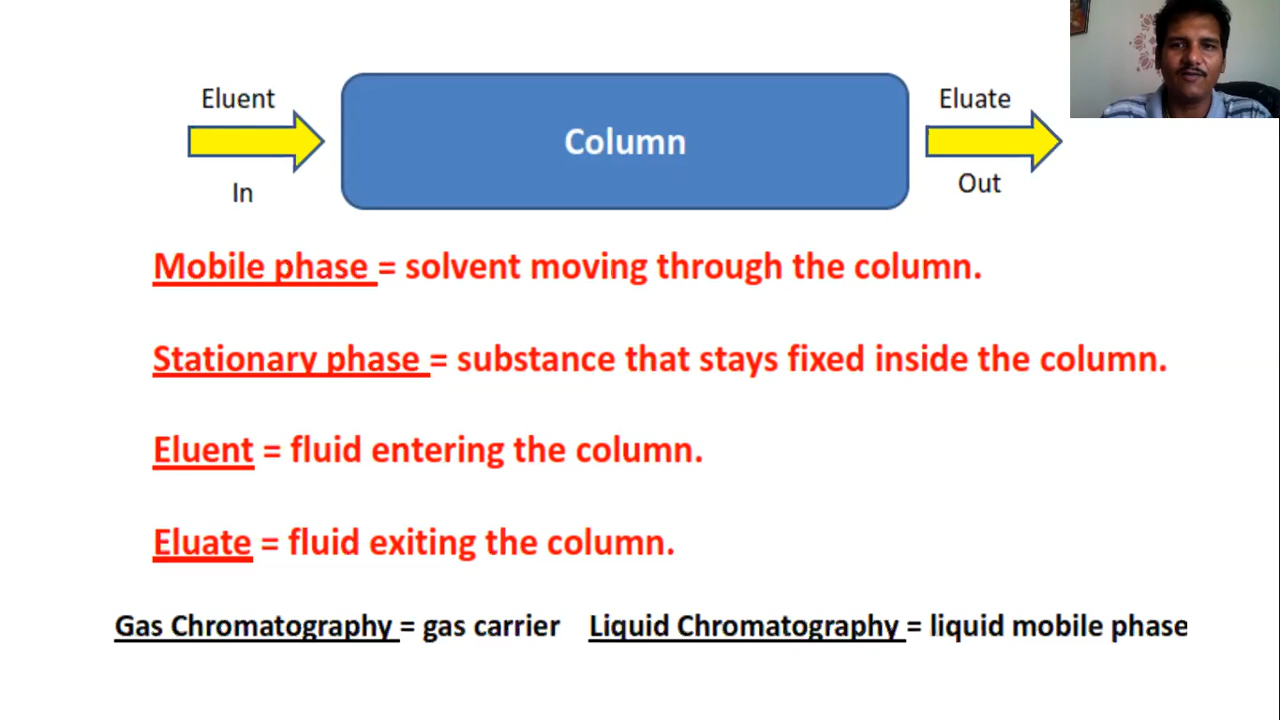 Eluent
Eluate
Column
In
Out
Mobile phase = solvent moving through the column.
Stationary phase = substance that stays fixed inside the column.
Eluent = fluid entering the column.
Eluate = fluid exiting the column.
Gas Chromatography = gas carrier Liquid Chromatography = liquid mobile phase